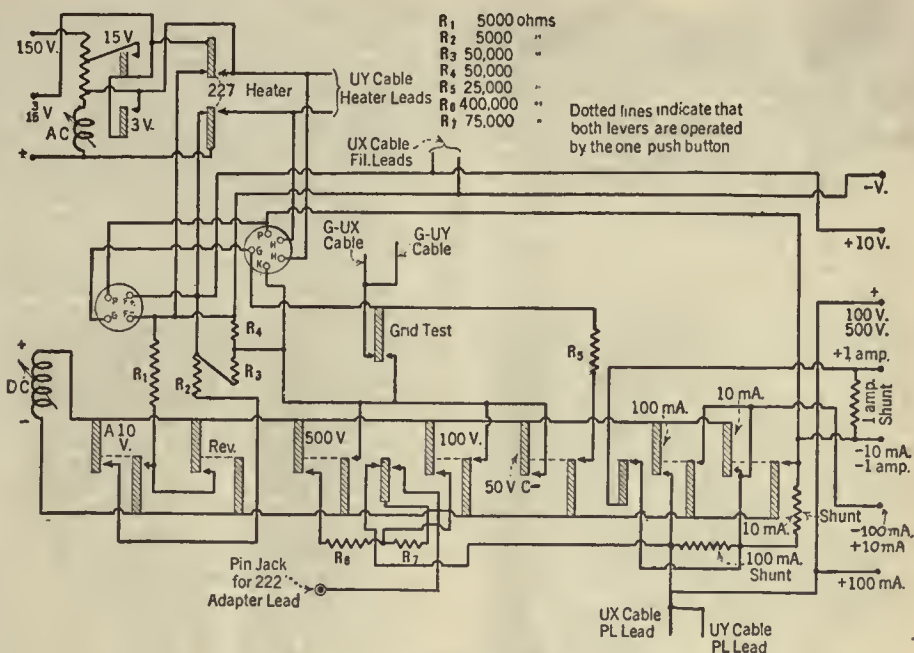 R1 5000 ohms
R2 5000 "
R3 50,000 "
R4 50,000
R5 25,000 "
R6 400,000 "
R7 75,000 "
150 V.
15 V
3/15 V
AC
3 V.
±
227 Heater
UY Cable
Heater Leads
UX Cable
Fil. Leads
Dotted lines indicate that
both levers are operated
by the one push button
-V.
+10V.
P
H
G
H
K
P
F+
G
F-
G-UX
Cable
G-UY
Cable
Grid Test
+
100 V.
500 V.
+1 amp.
1 amp.
Shunt
-10 mA.
-1 amp.
-100mA
+10mA
+100 mA.
+
DC
-
R1
R2
R3
R4
R5
A 10
V.
Rev.
500 V
100 V.
50 V C-
100 mA.
10 mA.
R6
R7
10 mA.
Shunt
100 mA.
Shunt
Pin Jack
for 222
Adapter Lead
UX Cable
PL Lead
UY Cable
PL Lead